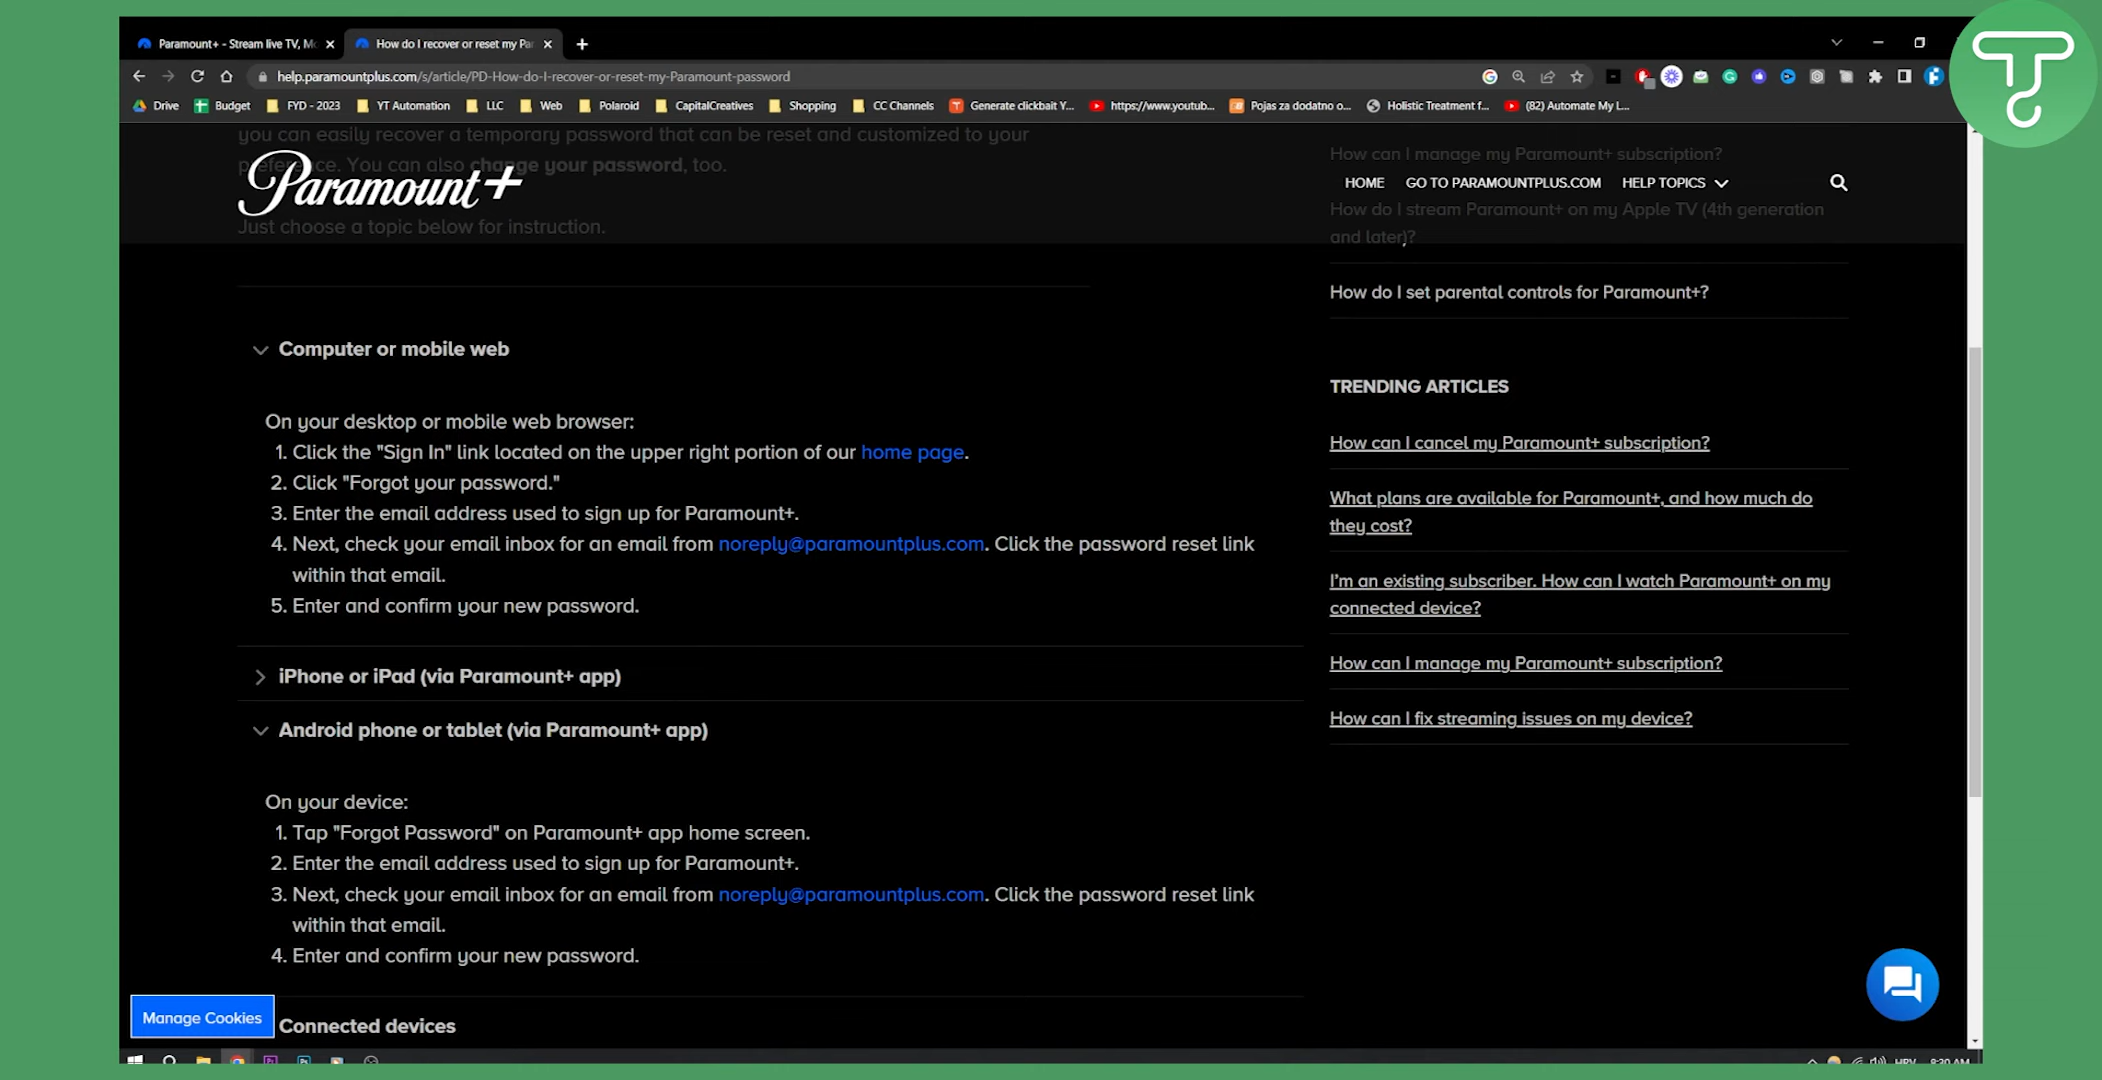 Paramount+ - Stream live TV, Mo
How do I recover or reset my Par
help.paramountplus.com/s/article/PD-How-do-I-recover-or-reset-my-Paramount-password
Drive
Budget
FYD - 2023
YT Automation
LLC
Web
Polaroid
CapitalCreatives
Shopping
CC Channels
Generate clickbait Y...
https://www.youtub...
Pojas za dodatno o...
Holistic Treatment f...
(82) Automate My L...
you can easily recover a temporary password that can be reset and customized to your
preference. You can also change your password, too.
Paramount+
Just choose a topic below for instruction.
HOME
GO TO PARAMOUNTPLUS.COM
HELP TOPICS
Computer or mobile web
On your desktop or mobile web browser:
1. Click the "Sign In" link located on the upper right portion of our home page.
2. Click "Forgot your password."
3. Enter the email address used to sign up for Paramount+.
4. Next, check your email inbox for an email from noreply@paramountplus.com. Click the password reset link
within that email.
5. Enter and confirm your new password.
iPhone or iPad (via Paramount+ app)
Android phone or tablet (via Paramount+ app)
On your device:
1. Tap "Forgot Password" on Paramount+ app home screen.
2. Enter the email address used to sign up for Paramount+.
3. Next, check your email inbox for an email from noreply@paramountplus.com. Click the password reset link
within that email.
4. Enter and confirm your new password.
Manage Cookies
Connected devices
How can I manage my Paramount+ subscription?
How do I stream Paramount+ on my Apple TV (4th generation
and later)?
How do I set parental controls for Paramount+?
TRENDING ARTICLES
How can I cancel my Paramount+ subscription?
What plans are available for Paramount+, and how much do
they cost?
I'm an existing subscriber. How can I watch Paramount+ on my
connected device?
How can I manage my Paramount+ subscription?
How can I fix streaming issues on my device?
HRV
8:30 AM